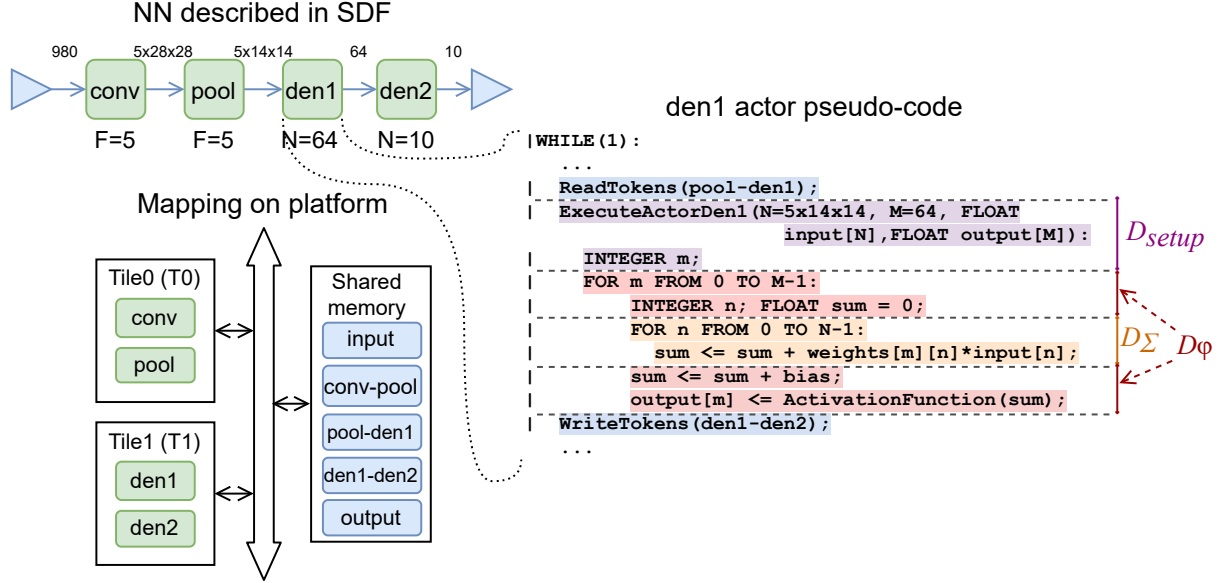 NN described in SDF
980 5x28x28 5x14x14 64 10
conv pool den1 den2
F=5 F=5 N=64 N=10
Mapping on platform
Tile0 (T0)
conv
pool
Tile1 (T1)
den1
den2
Shared
memory
input
conv-pool
pool-den1
den1-den2
output
den1 actor pseudo-code
|WHILE(1):
...
ReadTokens(pool-den1);
ExecuteActorDen1(N=5x14x14, M=64, FLOAT
input[N],FLOAT output[M]):
INTEGER m;
FOR m FROM 0 TO M-1:
INTEGER n; FLOAT sum = 0;
FOR n FROM 0 TO N-1:
sum <= sum + weights[m][n]*input[n];
sum <= sum + bias;
output[m] <= ActivationFunction(sum);
WriteTokens(den1-den2);
...
Dsetup
DΣ
Dφ